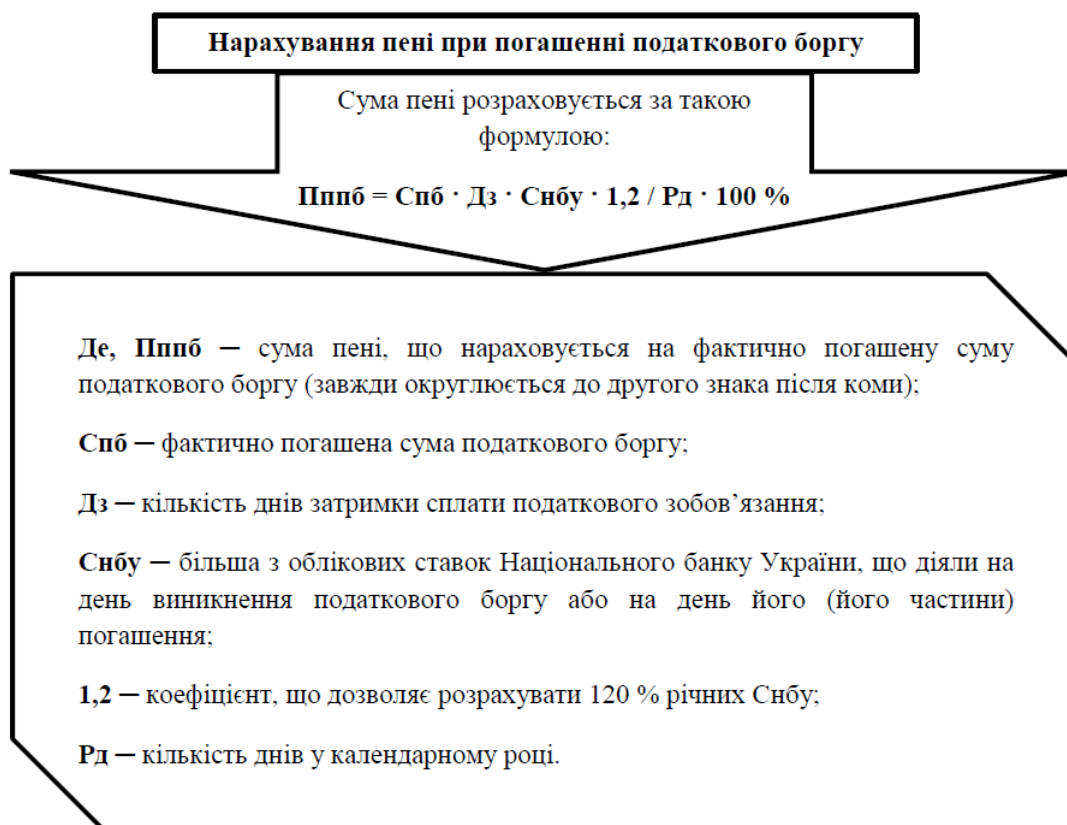 Нарахування пені при погашенні податкового боргу
Сума пені розраховується за такою
формулою:
Пппб = Спб · Дз · Снбу · 1,2 / Рд · 100 %
Де, Пппб — сума пені, що нараховується на фактично погашену суму
податкового боргу (завжди округлюється до другого знака після коми);
Спб — фактично погашена сума податкового боргу;
Дз — кількість днів затримки сплати податкового зобов’язання;
Снбу — більша з облікових ставок Національного банку України, що діяли на
день виникнення податкового боргу або на день його (його частини)
погашення;
1,2 — коефіцієнт, що дозволяє розрахувати 120 % річних Снбу;
Рд — кількість днів у календарному році.